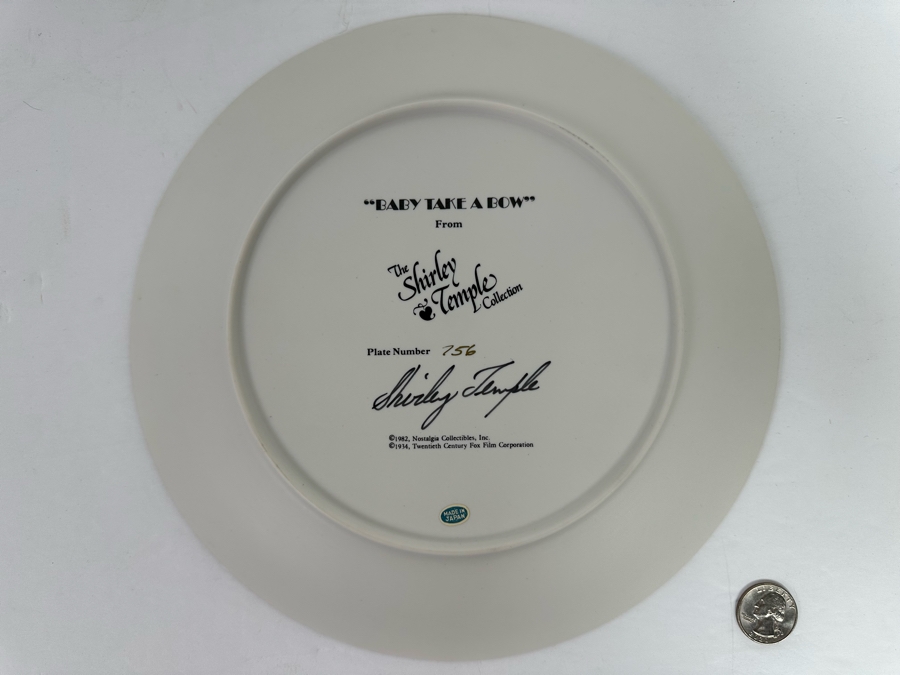 “BABY TAKE A BOW”
From
The
Shirley
Temple
Collection
Plate Number 756
Shirley Temple
©1982, Nostalgia Collectibles, Inc.
©1934, Twentieth Century Fox Film Corporation
MADE IN
JAPAN
LIBERTY